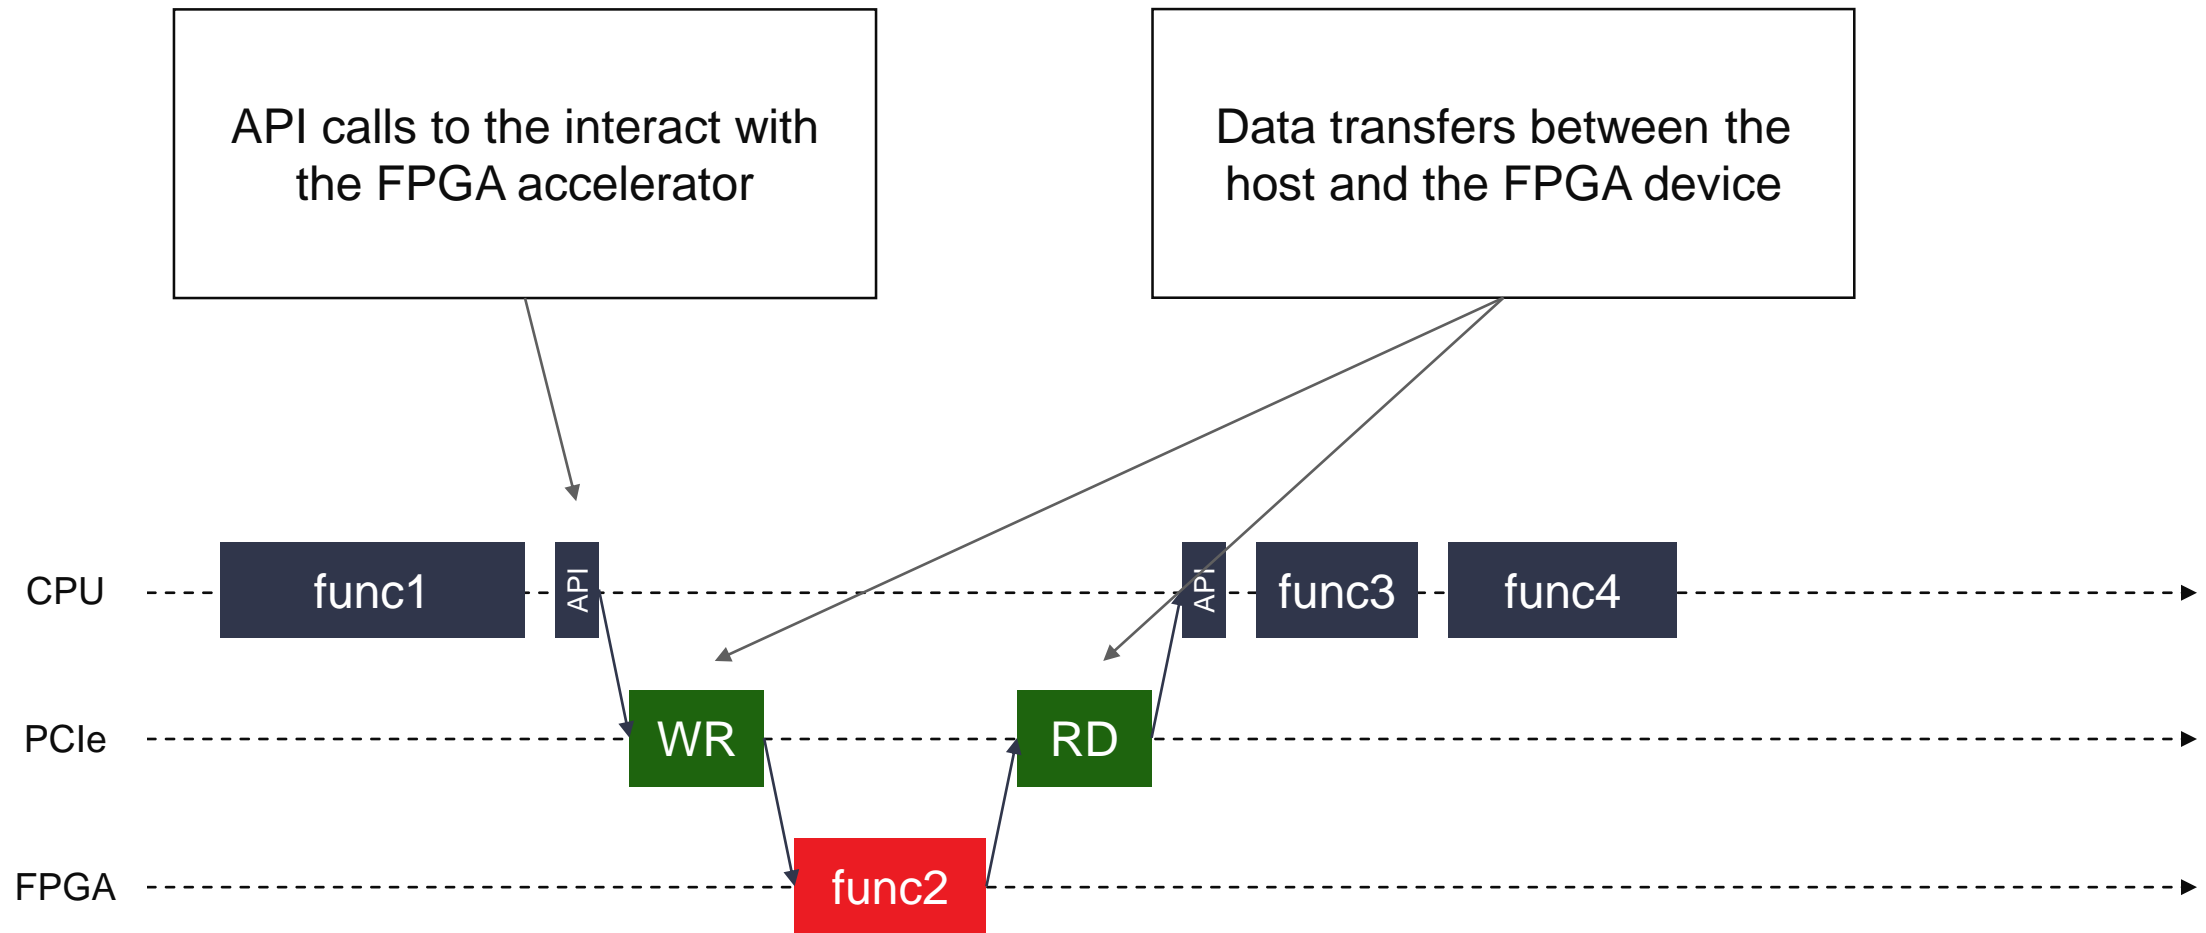 API calls to the interact with
the FPGA accelerator
Data transfers between the
host and the FPGA device
CPU
func1
API
API
func3
func4
PCIe
WR
RD
FPGA
func2